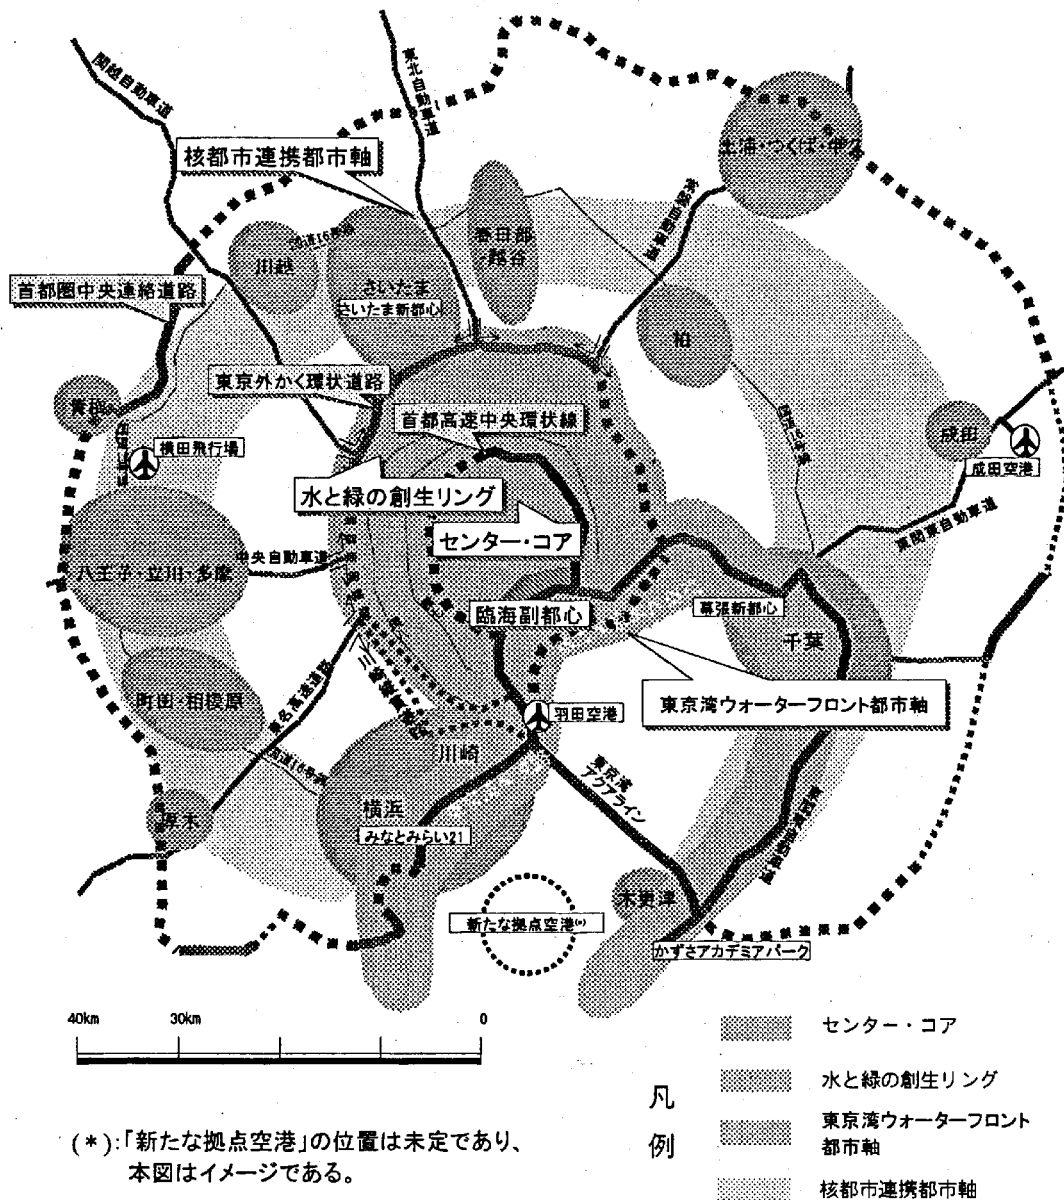 関越自動車道
東北自動車道
核都市連携都市軸
土浦・つくば・牛久
春日部
・越谷
川越
首都圏中央連絡道路
さいたま
さいたま新都心
柏
東京外かく環状道路
首都高速中央環状線
青梅
横田飛行場
成田
成田空港
水と緑の創生リング
センター・コア
東関東自動車道
中央自動車道
八王子・立川・多摩
臨海副都心
幕張新都心
千葉
町田・相模原
東名高速道路
東京湾ウォーターフロント都市軸
羽田空港
川崎
国道16号線
東京湾
アクアライン
厚木
横浜
みなとみらい21
木更津
新たな拠点空港(*)
かずさアカデミアパーク
40km 30km 0
凡例
センター・コア
水と緑の創生リング
東京湾ウォーターフロント
都市軸
核都市連携都市軸
(*):「新たな拠点空港」の位置は未定であり、
本図はイメージである。